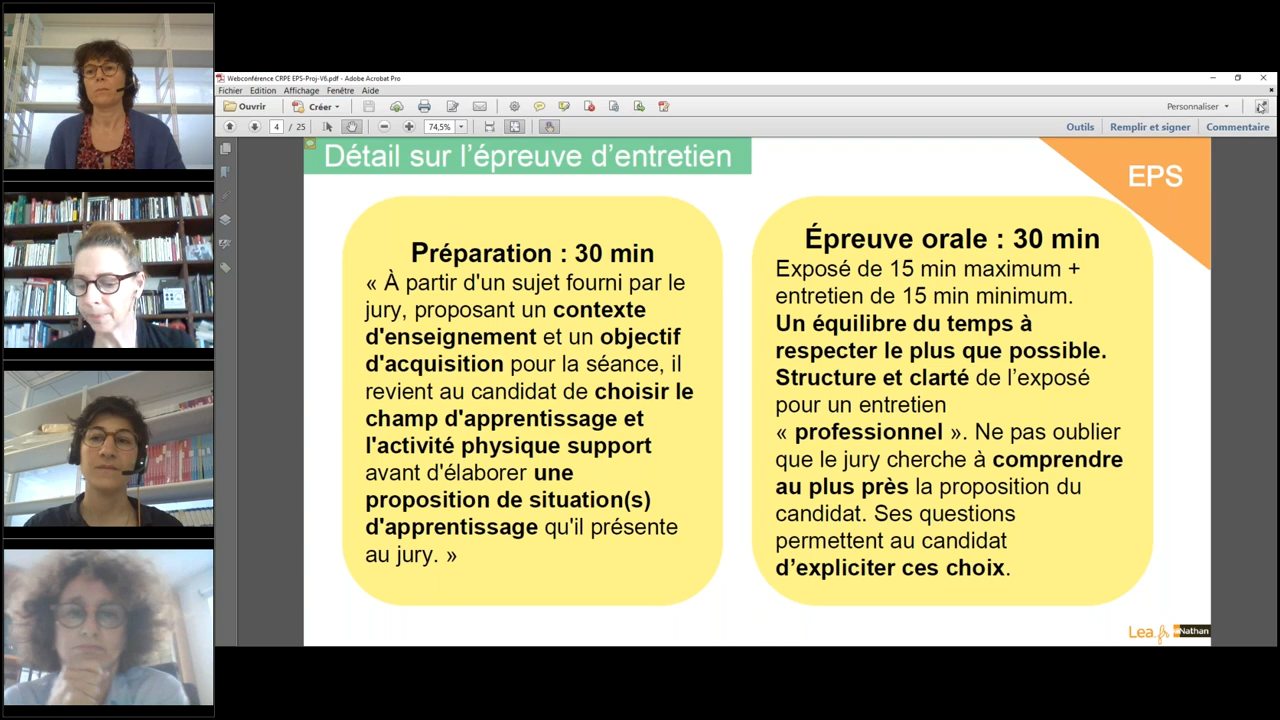 Webconférence CRPE EPS-Proj-V6.pdf - Adobe Acrobat Pro
Fichier Edition Affichage Fenêtre Aide
Ouvrir Créer Personnaliser
4 / 25 74,5% Outils Remplir et signer Commentaire
Détail sur l'épreuve d'entretien
EPS
Préparation : 30 min
« À partir d'un sujet fourni par le
jury, proposant un contexte
d'enseignement et un objectif
d'acquisition pour la séance, il
revient au candidat de choisir le
champ d'apprentissage et
l'activité physique support
avant d'élaborer une
proposition de situation(s)
d'apprentissage qu'il présente
au jury. »
Épreuve orale : 30 min
Exposé de 15 min maximum +
entretien de 15 min minimum.
Un équilibre du temps à
respecter le plus que possible.
Structure et clarté de l'exposé
pour un entretien
« professionnel ». Ne pas oublier
que le jury cherche à comprendre
au plus près la proposition du
candidat. Ses questions
permettent au candidat
d'expliciter ces choix.
Lea.fr Nathan